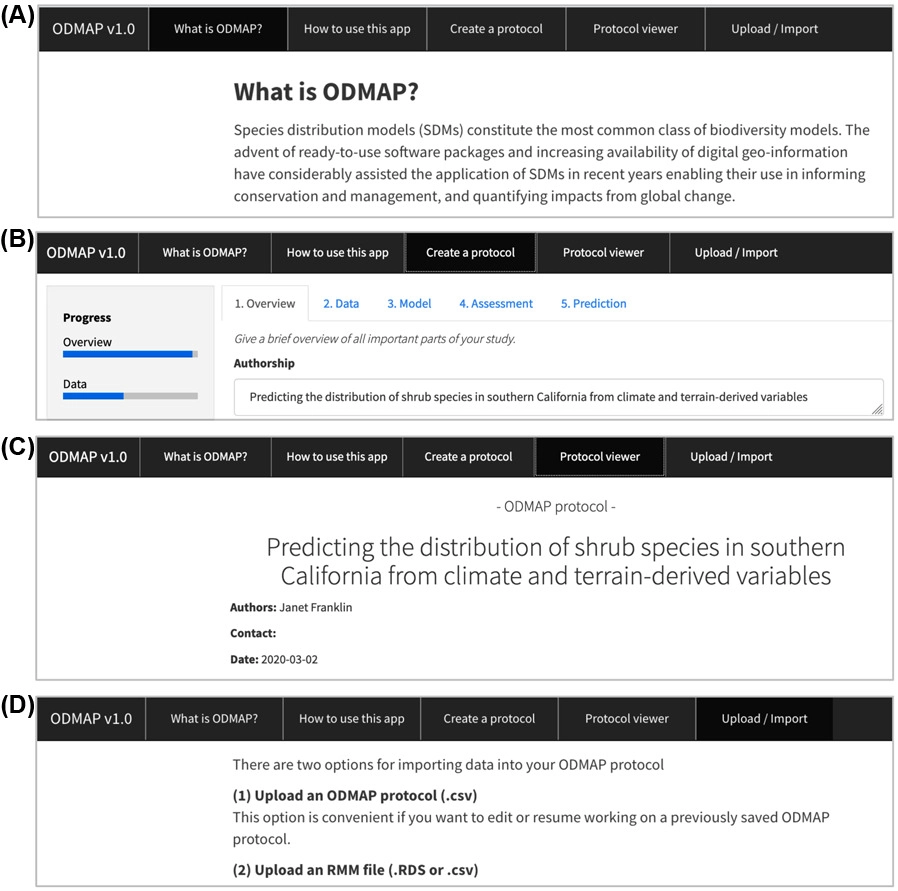 (A)
ODMAP v1.0 What is ODMAP? How to use this app Create a protocol Protocol viewer Upload / Import
What is ODMAP?
Species distribution models (SDMs) constitute the most common class of biodiversity models. The
advent of ready-to-use software packages and increasing availability of digital geo-information
have considerably assisted the application of SDMs in recent years enabling their use in informing
conservation and management, and quantifying impacts from global change.
(B)
ODMAP v1.0 What is ODMAP? How to use this app Create a protocol Protocol viewer Upload / Import
Progress
Overview
Data
1. Overview 2. Data 3. Model 4. Assessment 5. Prediction
Give a brief overview of all important parts of your study.
Authorship
Predicting the distribution of shrub species in southern California from climate and terrain-derived variables
(C)
ODMAP v1.0 What is ODMAP? How to use this app Create a protocol Protocol viewer Upload / Import
- ODMAP protocol -
Predicting the distribution of shrub species in southern
California from climate and terrain-derived variables
Authors: Janet Franklin
Contact:
Date: 2020-03-02
(D)
ODMAP v1.0 What is ODMAP? How to use this app Create a protocol Protocol viewer Upload / Import
There are two options for importing data into your ODMAP protocol
(1) Upload an ODMAP protocol (.csv)
This option is convenient if you want to edit or resume working on a previously saved ODMAP
protocol.
(2) Upload an RMM file (.RDS or .csv)